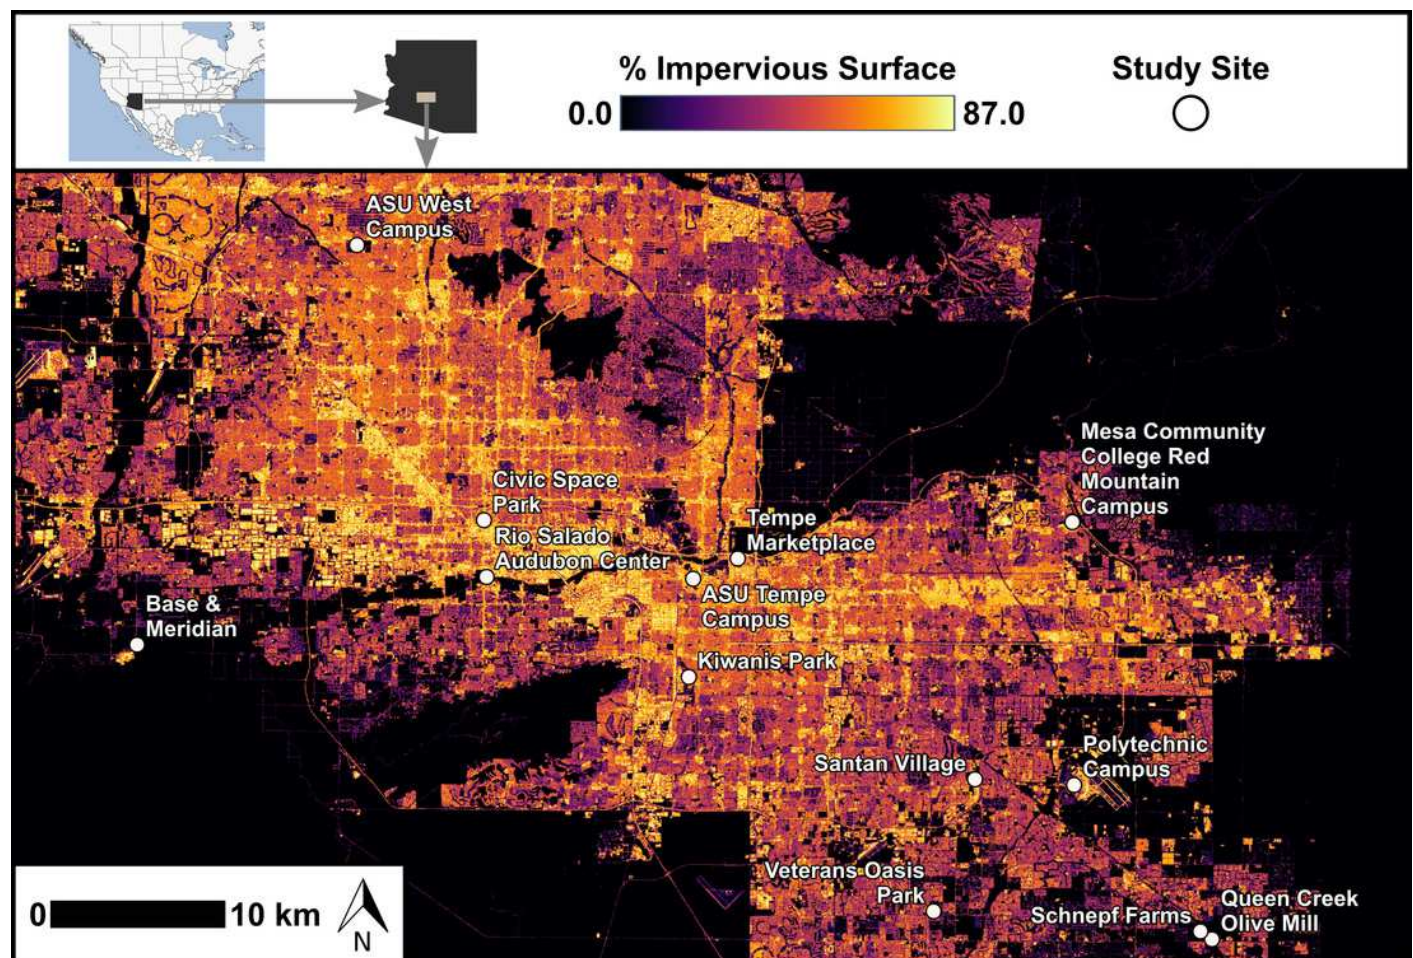 % Impervious Surface
0.0
87.0
Study Site
ASU West
Campus
Mesa Community
College Red
Mountain
Campus
Civic Space
Park
Rio Salado
Audubon Center
Tempe
Marketplace
ASU Tempe
Campus
Base &
Meridian
Kiwanis Park
Santan Village
Polytechnic
Campus
Veterans Oasis
Park
Schnepf Farms
Queen Creek
Olive Mill
0
10 km
N